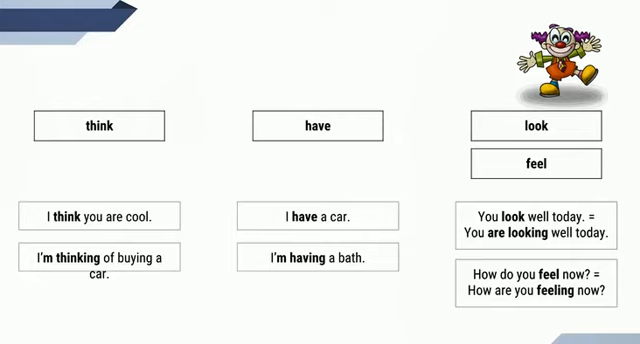 think
have
look
feel
I think you are cool.
I'm thinking of buying a
car.
I have a car.
I'm having a bath.
You look well today. =
You are looking well today.
How do you feel now? =
How are you feeling now?